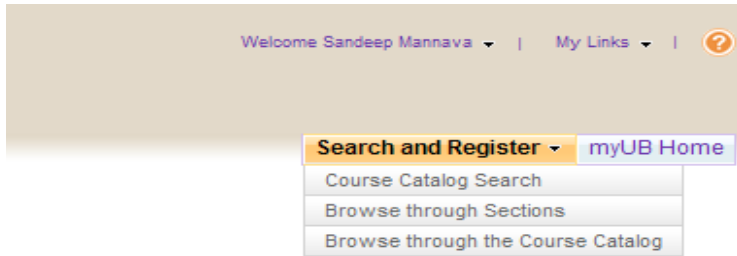 Welcome Sandeep Mannava | My Links | ?
Search and Register myUB Home
Course Catalog Search
Browse through Sections
Browse through the Course Catalog